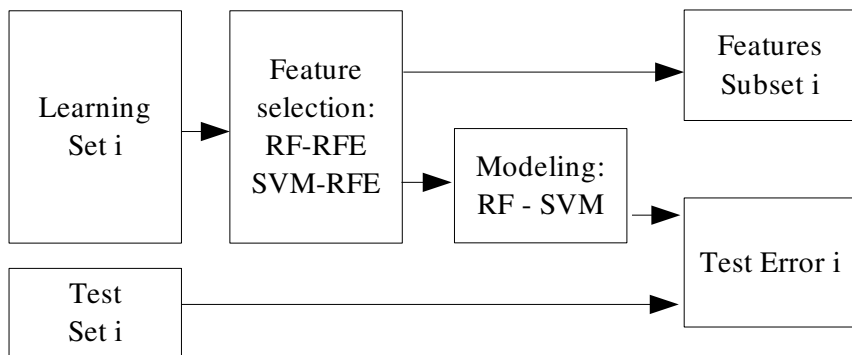 Learning
Set i
Feature
selection:
RF-RFE
SVM-RFE
Features
Subset i
Modeling:
RF - SVM
Test Error i
Test
Set i